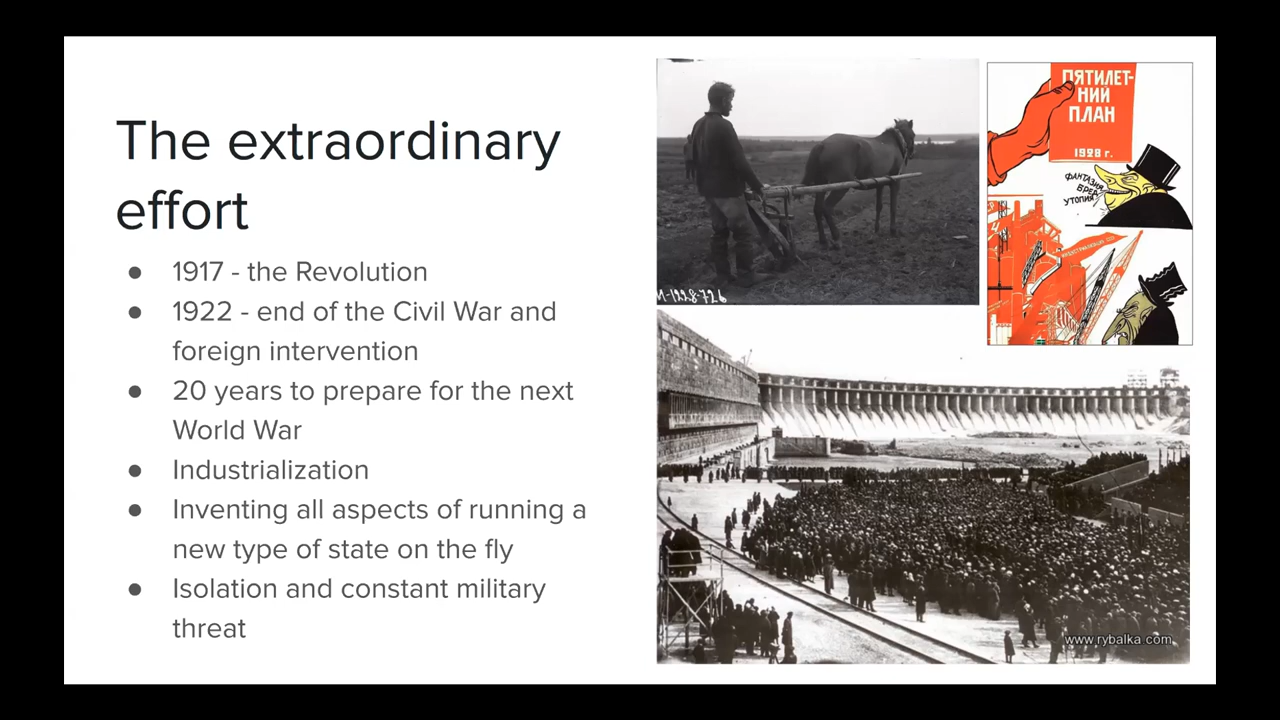 The extraordinary
effort
● 1917 - the Revolution
● 1922 - end of the Civil War and
foreign intervention
● 20 years to prepare for the next
World War
● Industrialization
● Inventing all aspects of running a
new type of state on the fly
● Isolation and constant military
threat
ПЯТИЛЕТ-
НИЙ
ПЛАН
1928 г.
ФАНТАЗИЯ,
БРЕД,
УТОПИЯ
ИНДУСТРИАЛИЗАЦИЯ СССР
www.rybalka.com